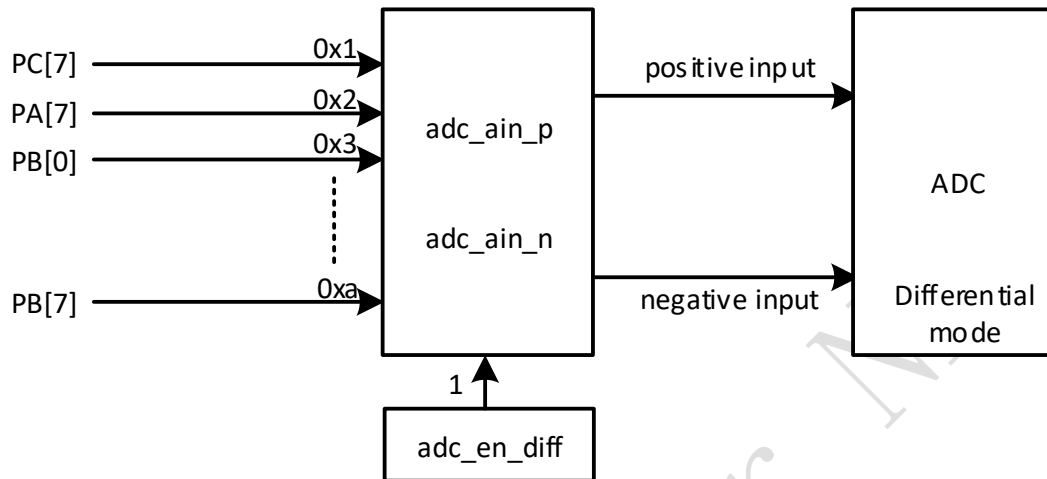 PC[7]
0x1
PA[7]
0x2
PB[0]
0x3
PB[7]
0xa
adc_ain_p
adc_ain_n
positive input
negative input
ADC
Differential
mode
1
adc_en_diff